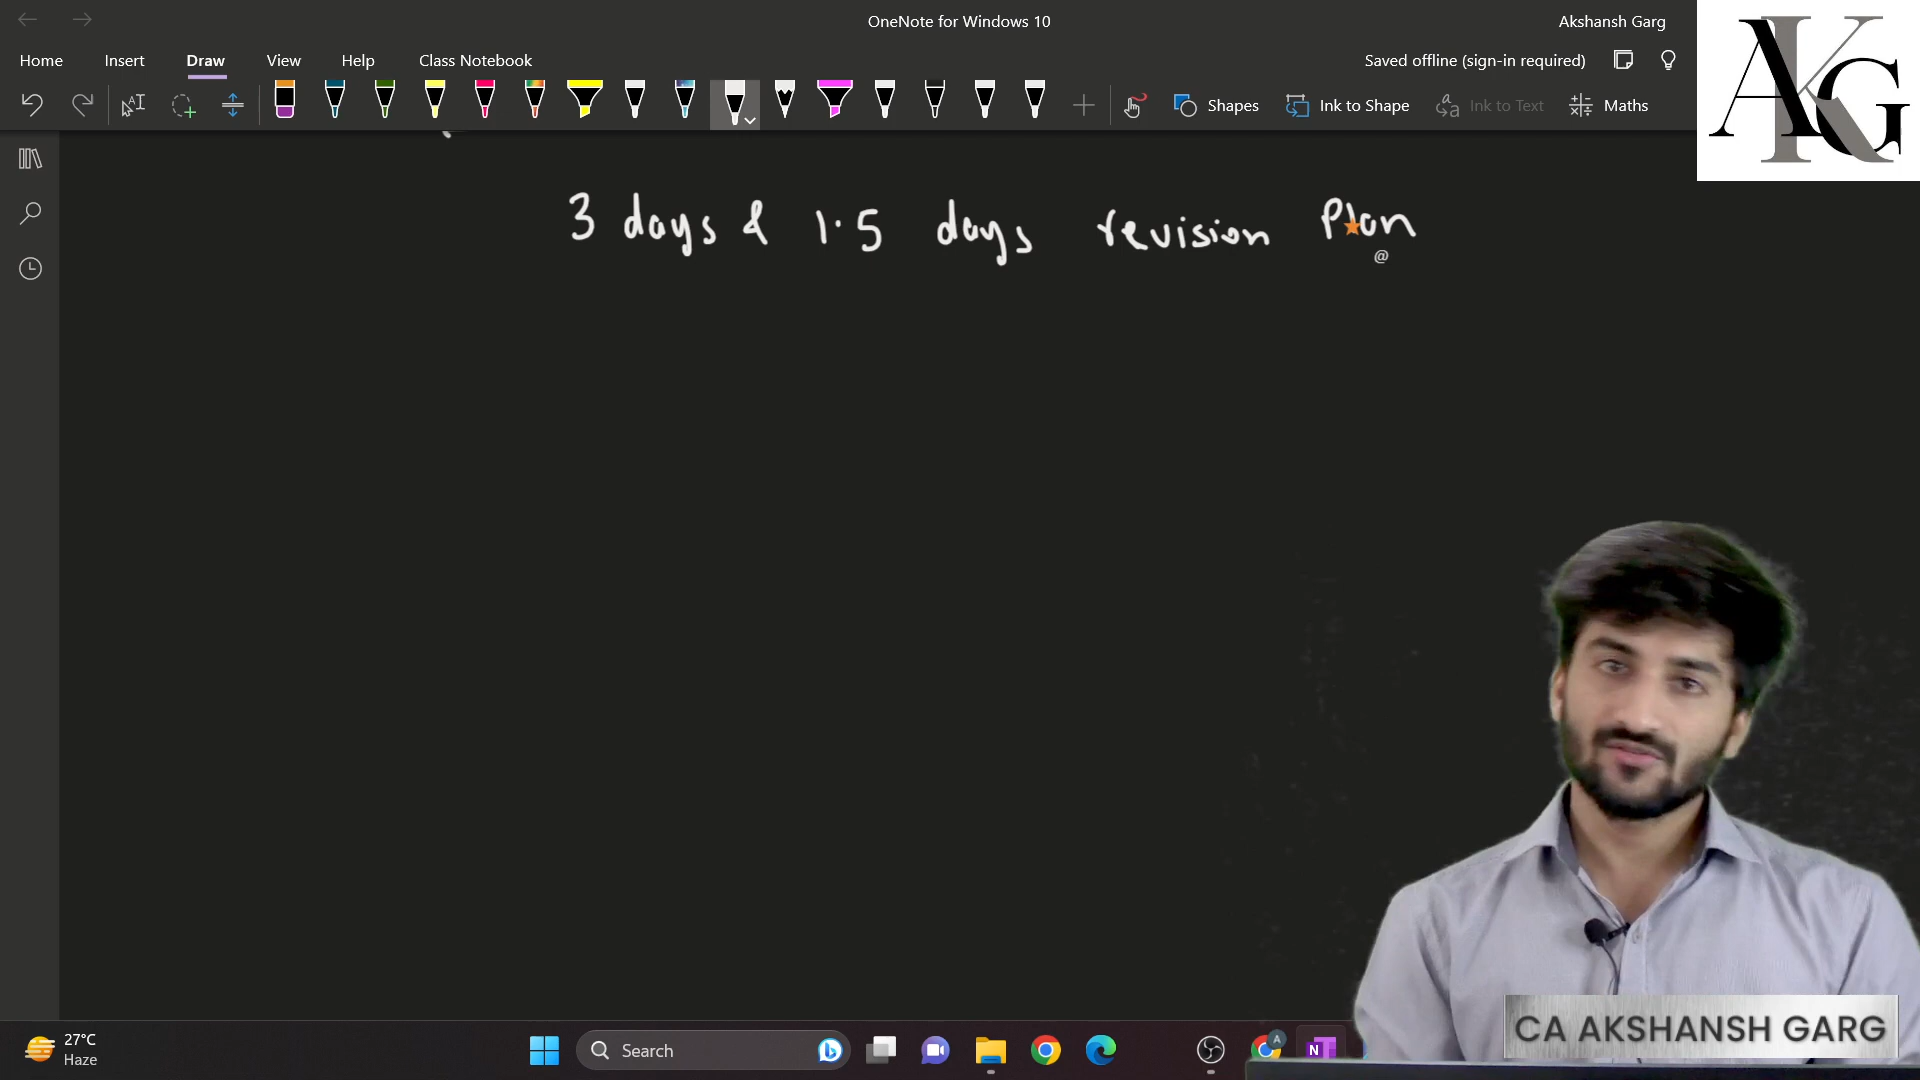 OneNote for Windows 10
Akshansh Garg
Home Insert Draw View Help Class Notebook
Saved offline (sign-in required)
Shapes Ink to Shape Ink to Text Maths
AKG
3 days & 1.5 days revision Plan
@
CA AKSHANSH GARG
27°C
Haze
Search